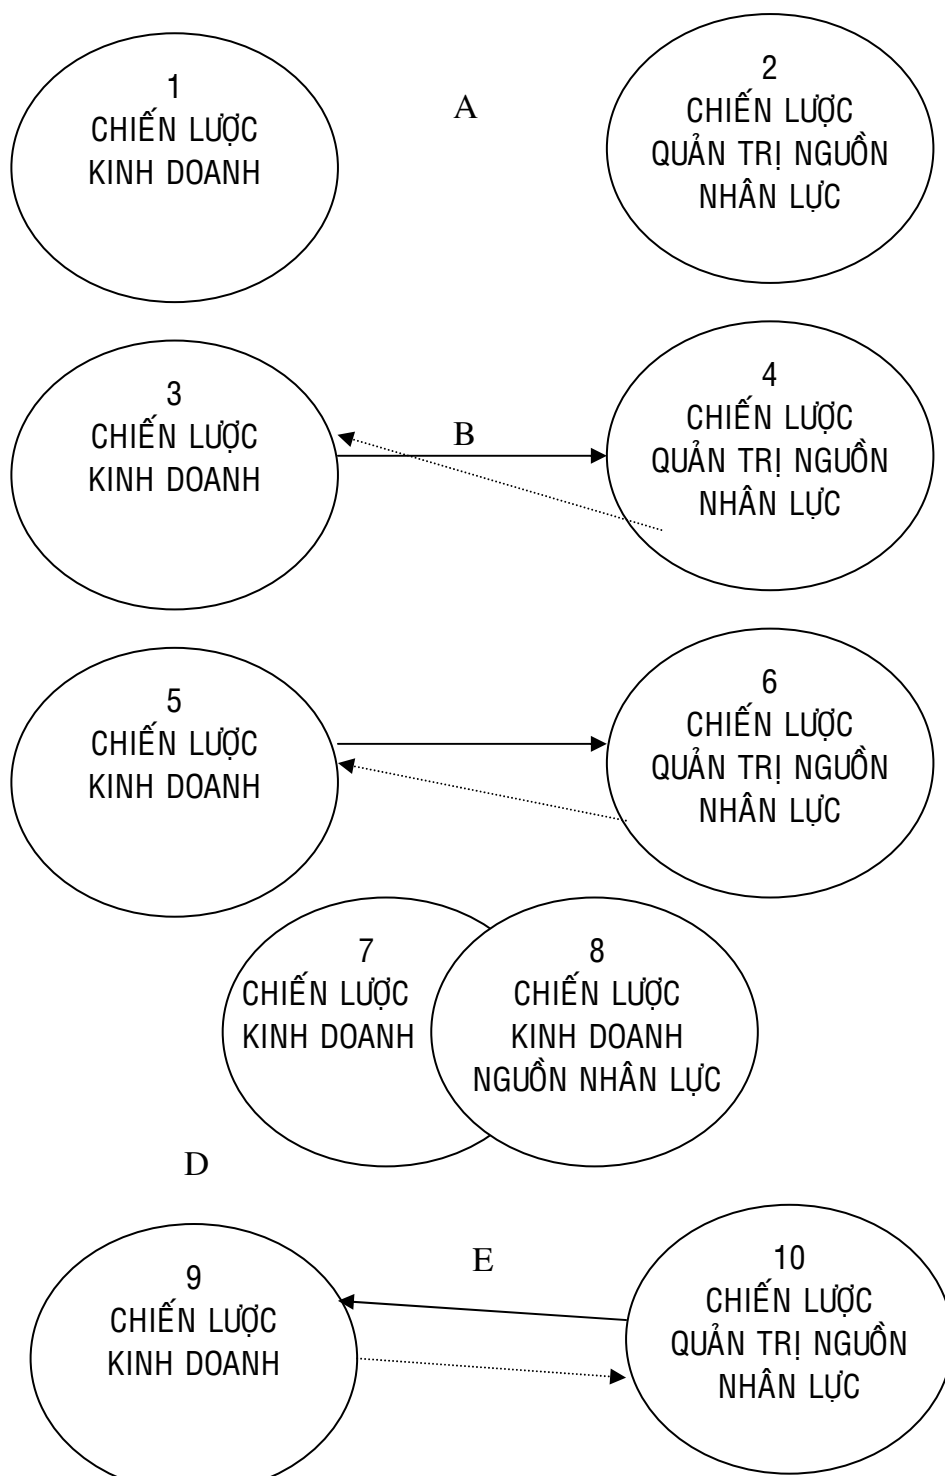 1
CHIẾN LƯỢC
KINH DOANH
A
2
CHIẾN LƯỢC
QUẢN TRỊ NGUỒN
NHÂN LỰC
3
CHIẾN LƯỢC
KINH DOANH
B
4
CHIẾN LƯỢC
QUẢN TRỊ NGUỒN
NHÂN LỰC
5
CHIẾN LƯỢC
KINH DOANH
6
CHIẾN LƯỢC
QUẢN TRỊ NGUỒN
NHÂN LỰC
7
CHIẾN LƯỢC
KINH DOANH
8
CHIẾN LƯỢC
KINH DOANH
NGUỒN NHÂN LỰC
D
9
CHIẾN LƯỢC
KINH DOANH
E
10
CHIẾN LƯỢC
QUẢN TRỊ NGUỒN
NHÂN LỰC